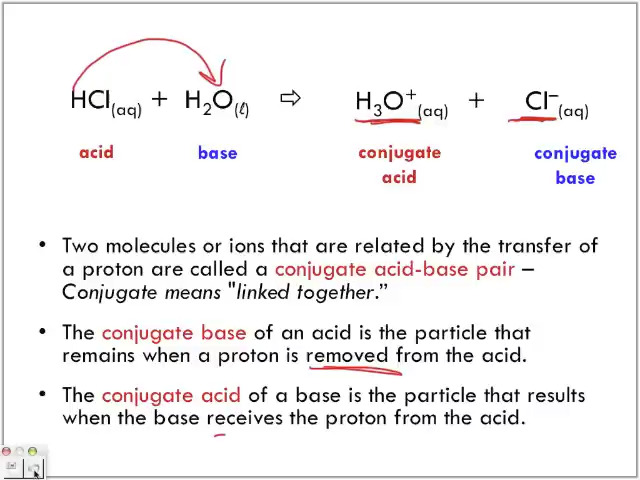 HCl(aq) + H₂O(ℓ) ⇨ H₃O⁺(aq) + Cl⁻(aq)
acid base conjugate acid conjugate base
• Two molecules or ions that are related by the transfer of
a proton are called a conjugate acid-base pair –
Conjugate means "linked together.”
• The conjugate base of an acid is the particle that
remains when a proton is removed from the acid.
• The conjugate acid of a base is the particle that results
when the base receives the proton from the acid.